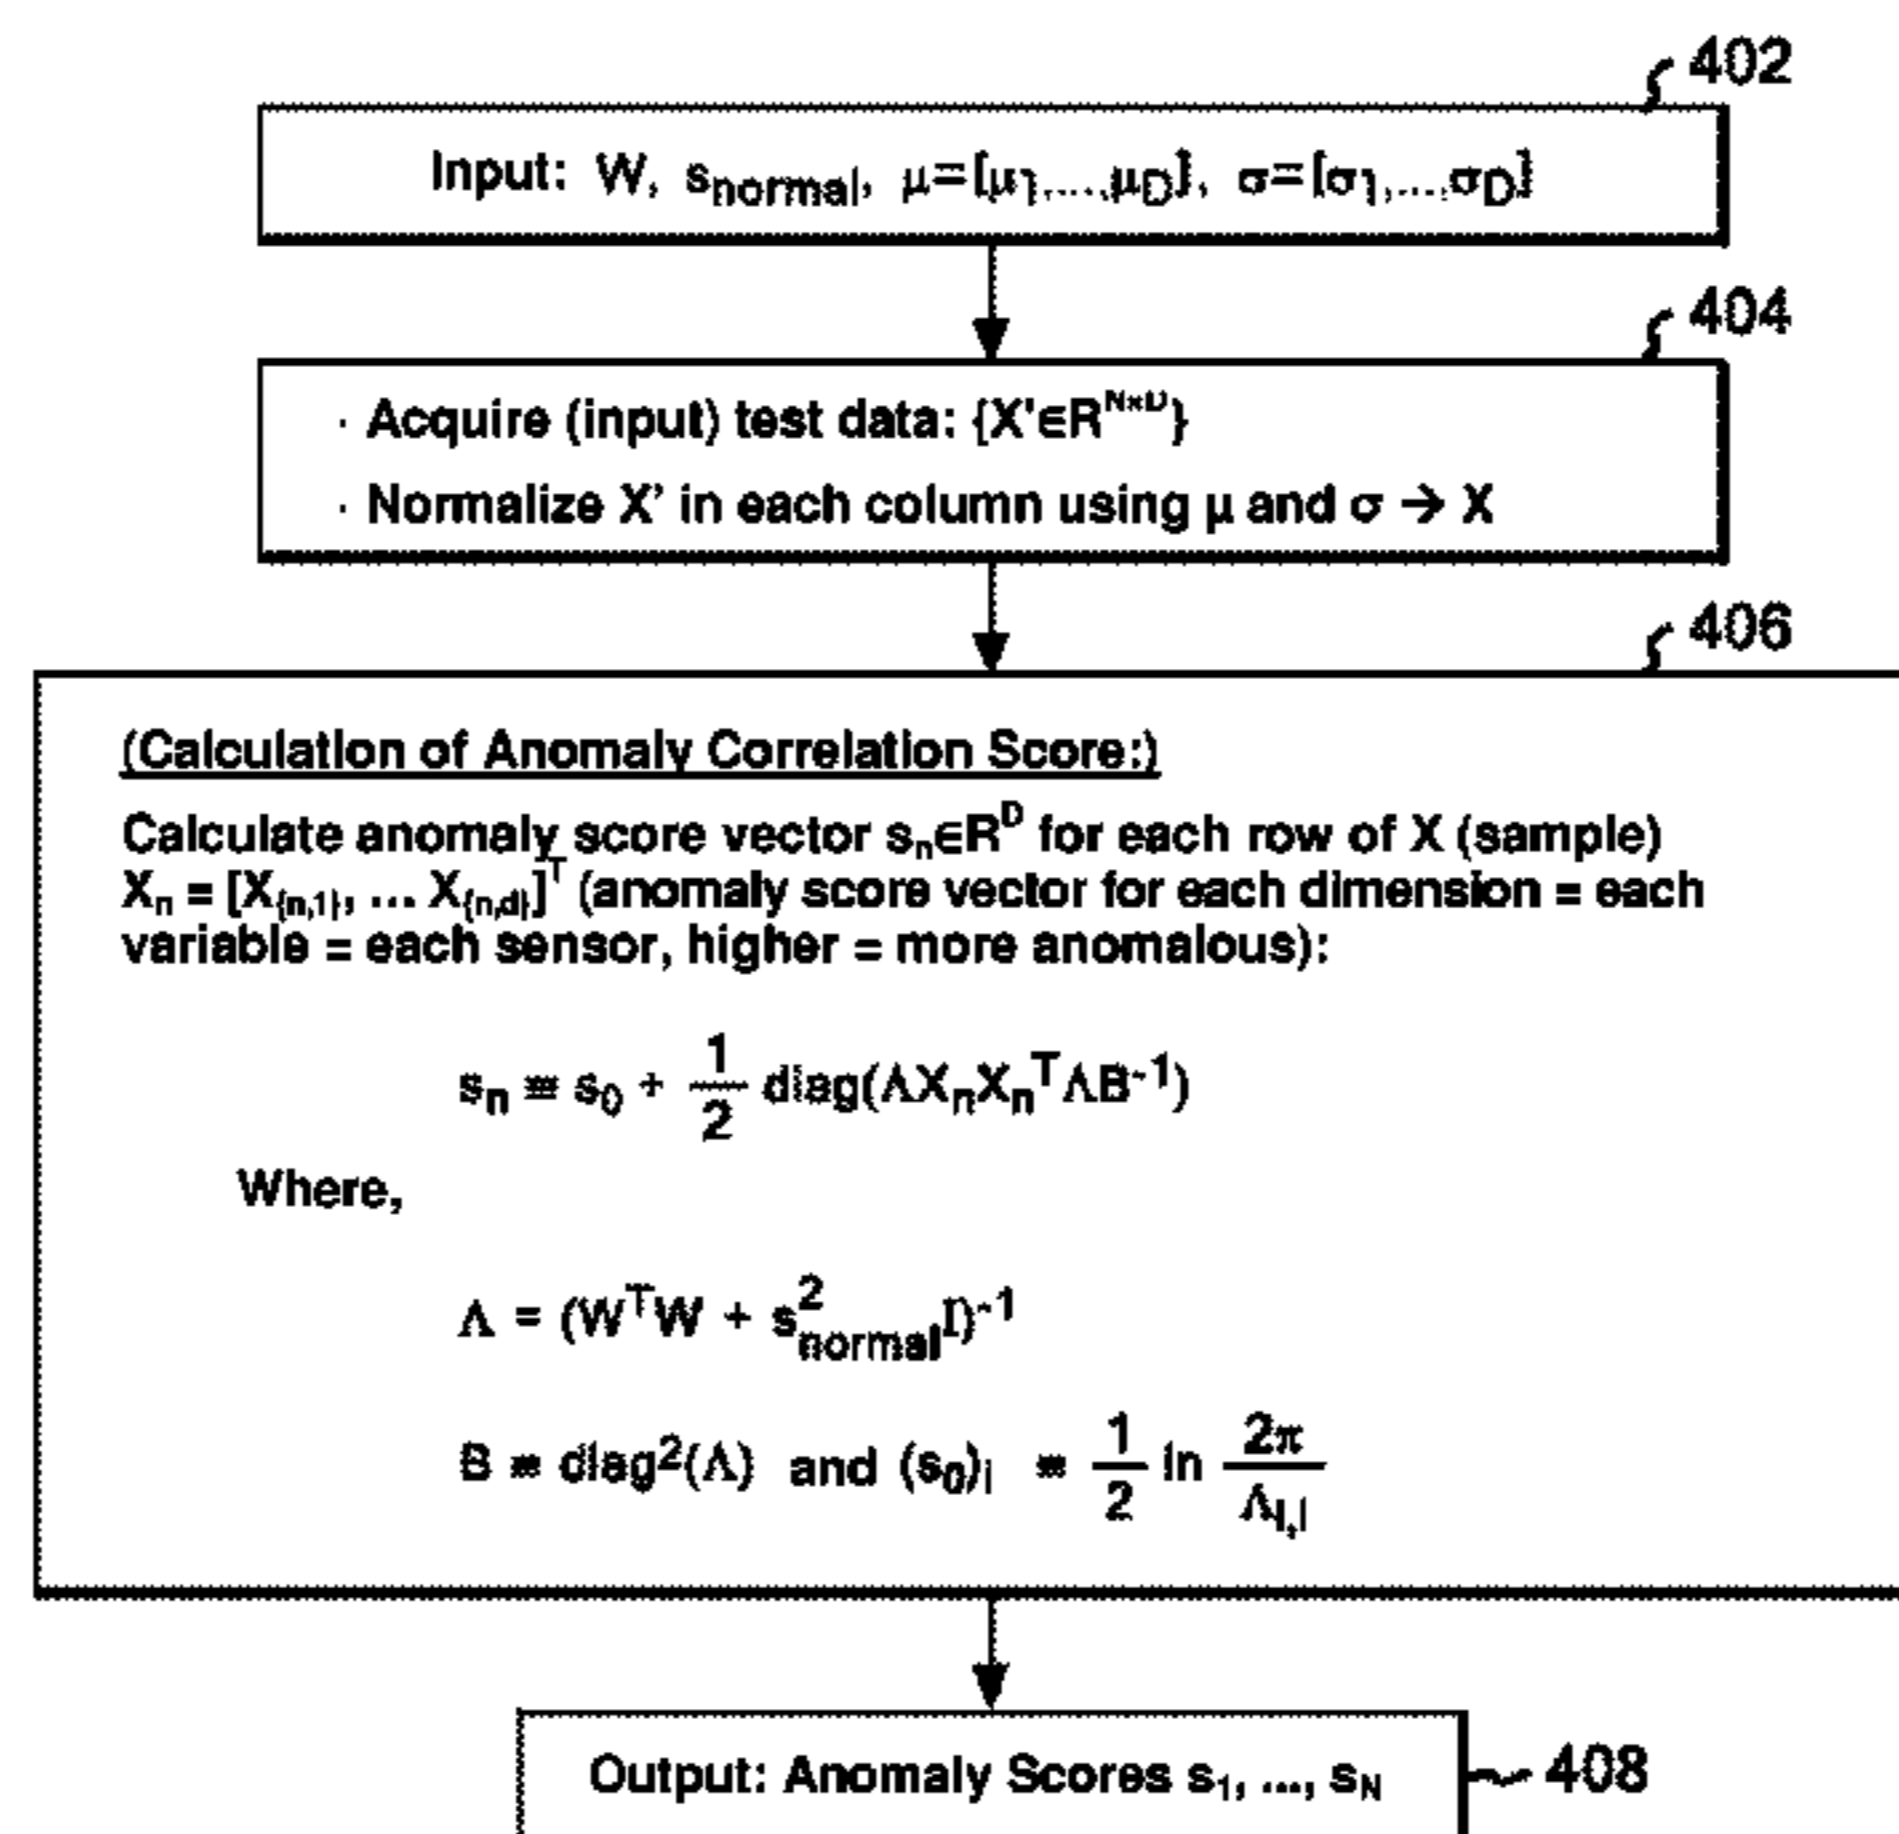 402
Input: W, s_normal, μ=[μ1,...,μD], σ=[σ1,...,σD]
404
· Acquire (input) test data: {X'∈R^N×D}
· Normalize X' in each column using μ and σ → X
406
(Calculation of Anomaly Correlation Score:)
Calculate anomaly score vector s_n∈R^D for each row of X (sample)
X_n = [X_{n,1}, ... X_{n,d}]^T (anomaly score vector for each dimension = each
variable = each sensor, higher = more anomalous):
s_n ≡ s_0 + 1/2 diag(ΛX_nX_n^TΛB^-1)
Where,
Λ = (W^TW + s^2_normal I)^-1
B ≡ diag^2(Λ) and (s_0)_i ≡ 1/2 ln 2π/Λ_i,i
Output: Anomaly Scores s_1, ..., s_N
408